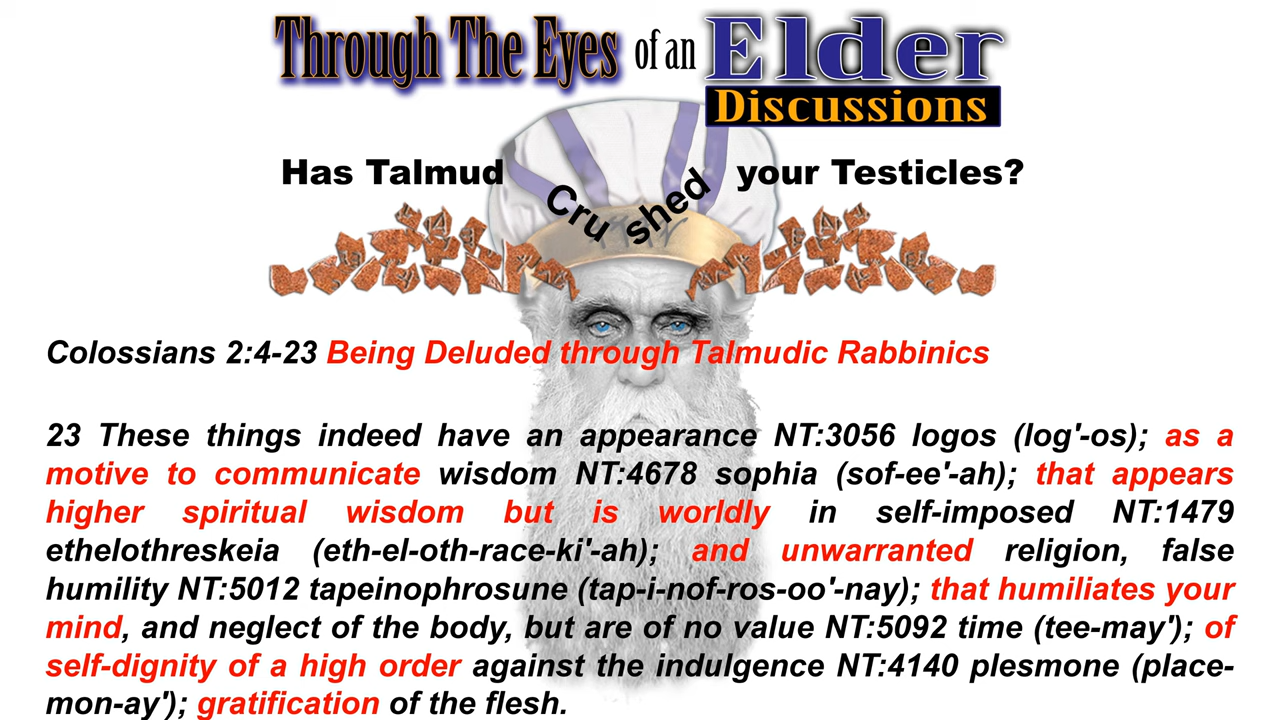 Through The Eyes of an Elder
Discussions
Has Talmud Crushed your Testicles?
Colossians 2:4-23 Being Deluded through Talmudic Rabbinics
23 These things indeed have an appearance NT:3056 logos (log'-os); as a
motive to communicate wisdom NT:4678 sophia (sof-ee'-ah); that appears
higher spiritual wisdom but is worldly in self-imposed NT:1479
ethelothreskeia (eth-el-oth-race-ki'-ah); and unwarranted religion, false
humility NT:5012 tapeinophrosune (tap-i-nof-ros-oo'-nay); that humiliates your
mind, and neglect of the body, but are of no value NT:5092 time (tee-may'); of
self-dignity of a high order against the indulgence NT:4140 plesmone (place-
mon-ay'); gratification of the flesh.